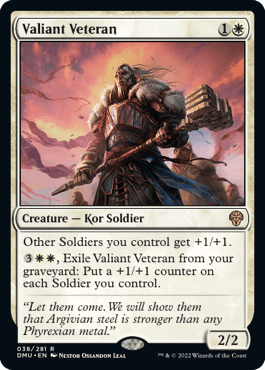 Valiant Veteran 1
Creature — Kor Soldier
Other Soldiers you control get +1/+1.
3, Exile Valiant Veteran from your
graveyard: Put a +1/+1 counter on
each Soldier you control.
“Let them come. We will show them
that Argivian steel is stronger than any
Phyrexian metal.”
2/2
038/281 R
DMU • EN NESTOR OSSANDON LEAL
™ & © 2022 Wizards of the Coast